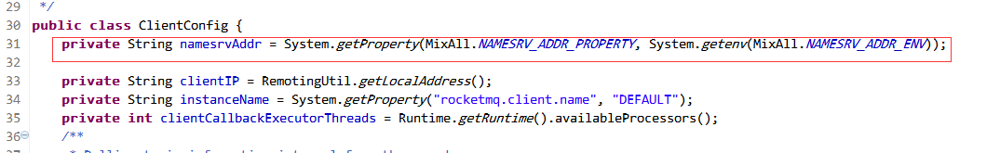 29 */
30 public class ClientConfig {
31 private String namesrvAddr = System.getProperty(MixAll.NAMESRV_ADDR_PROPERTY, System.getenv(MixAll.NAMESRV_ADDR_ENV));
32
33 private String clientIP = RemotingUtil.getLocalAddress();
34 private String instanceName = System.getProperty("rocketmq.client.name", "DEFAULT");
35 private int clientCallbackExecutorThreads = Runtime.getRuntime().availableProcessors();
36 /**